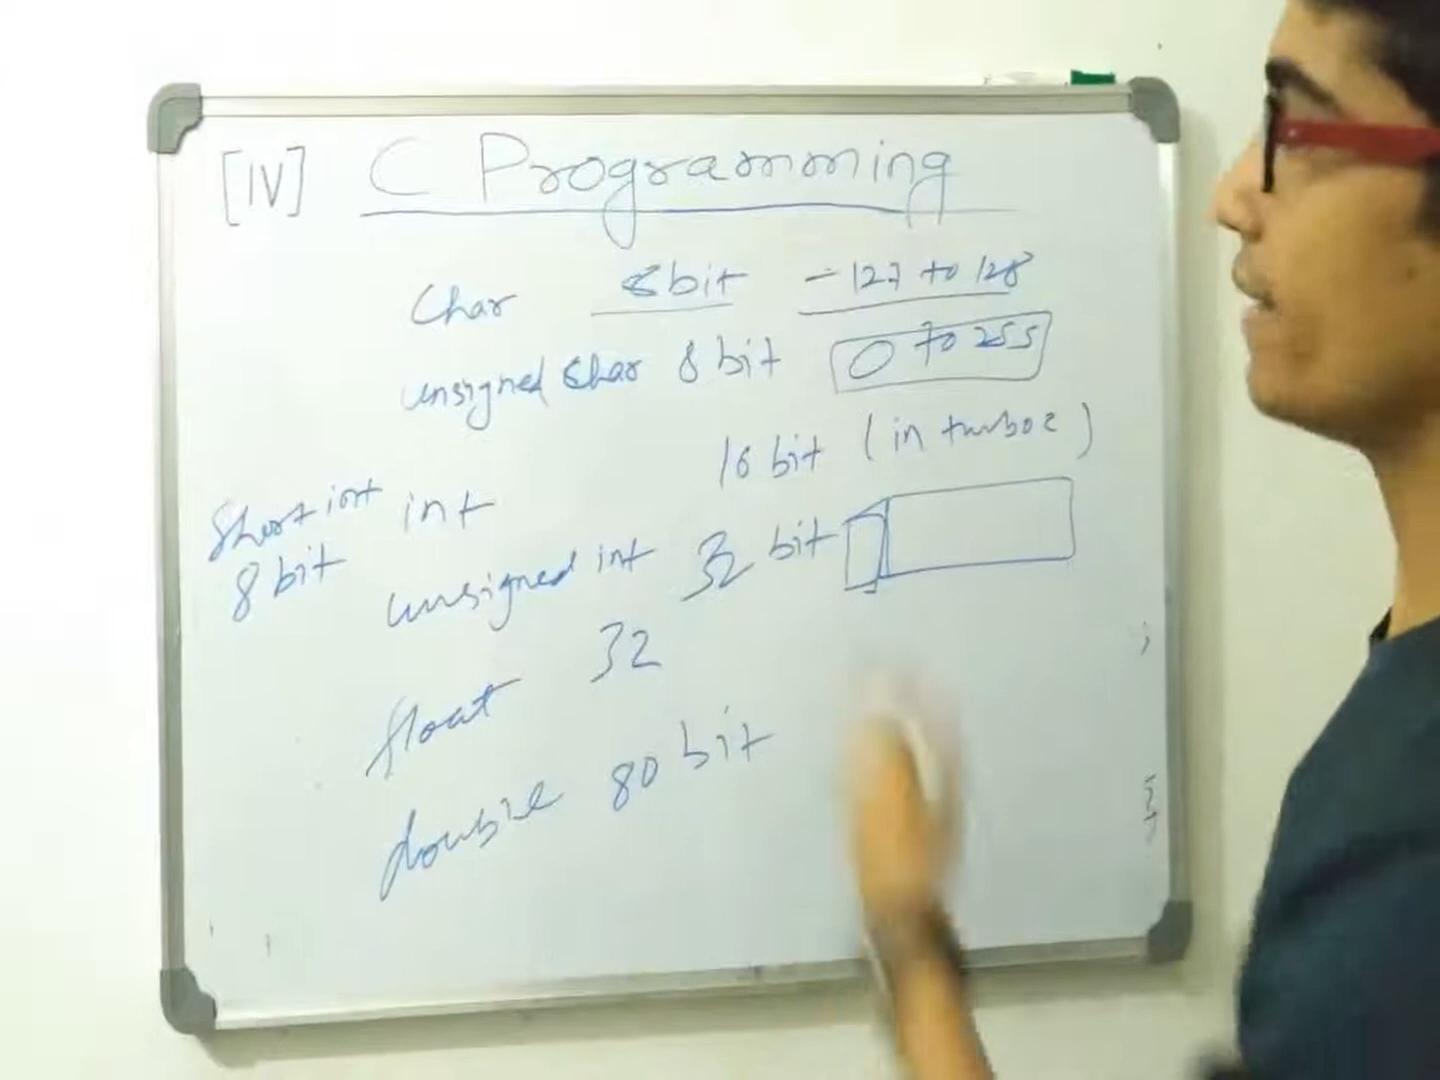 [IV] C Programming
Char 8bit -127 to 128
unsigned char 8 bit 0 to 255
16 bit (in turboc)
Short int int
8 bit unsigned int 32 bit
float 32
double 80 bit